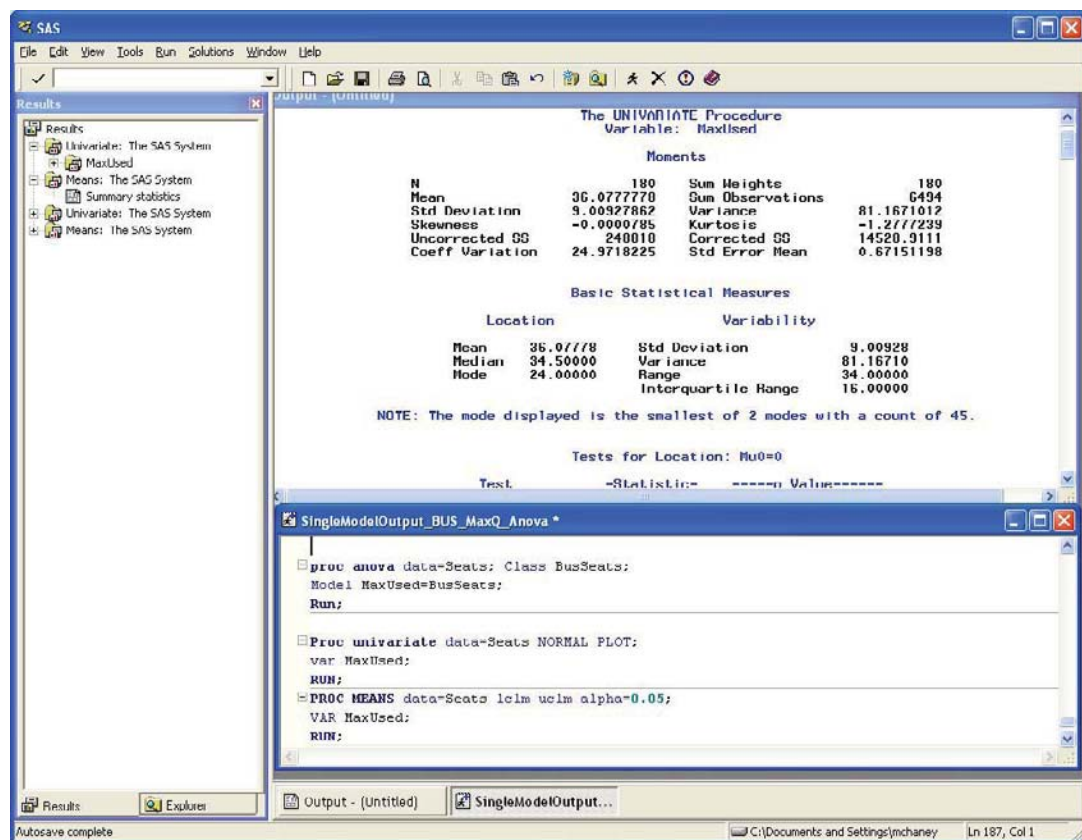 SAS
File Edit View Tools Run Solutions Window Help
Results
Results
Univariate: The SAS System
MaxUsed
Means: The SAS System
Summary statistics
Univariate: The SAS System
Means: The SAS System
Results Explorer
Output - (Untitled)
The UNIVARIATE Procedure
Variable: MaxUsed
Moments
N 180 Sum Weights 180
Mean 36.0777778 Sum Observations 6494
Std Deviation 9.00927862 Variance 81.1671012
Skewness -0.0000785 Kurtosis -1.2777239
Uncorrected SS 248810 Corrected SS 14528.9111
Coeff Variation 24.9718225 Std Error Mean 0.67151198
Basic Statistical Measures
Location Variability
Mean 36.07778 Std Deviation 9.00928
Median 34.50000 Variance 81.16710
Mode 24.00000 Range 34.00000
Interquartile Range 16.00000
NOTE: The mode displayed is the smallest of 2 modes with a count of 45.
Tests for Location: Mu0=0
Test -Statistic- -----p Value------
SingleModelOutput_BUS_MaxQ_Anova *
proc anova data=Seats; Class BusSeats;
Model MaxUsed=BusSeats;
Run;
Proc univariate data=Seats NORMAL PLOT;
var MaxUsed;
RUN;
PROC MEANS data=Seats lclm uclm alpha=0.05;
VAR MaxUsed;
RUN;
Output - (Untitled) SingleModelOutput...
Autosave complete C:\Documents and Settings\mchaney Ln 187, Col 1